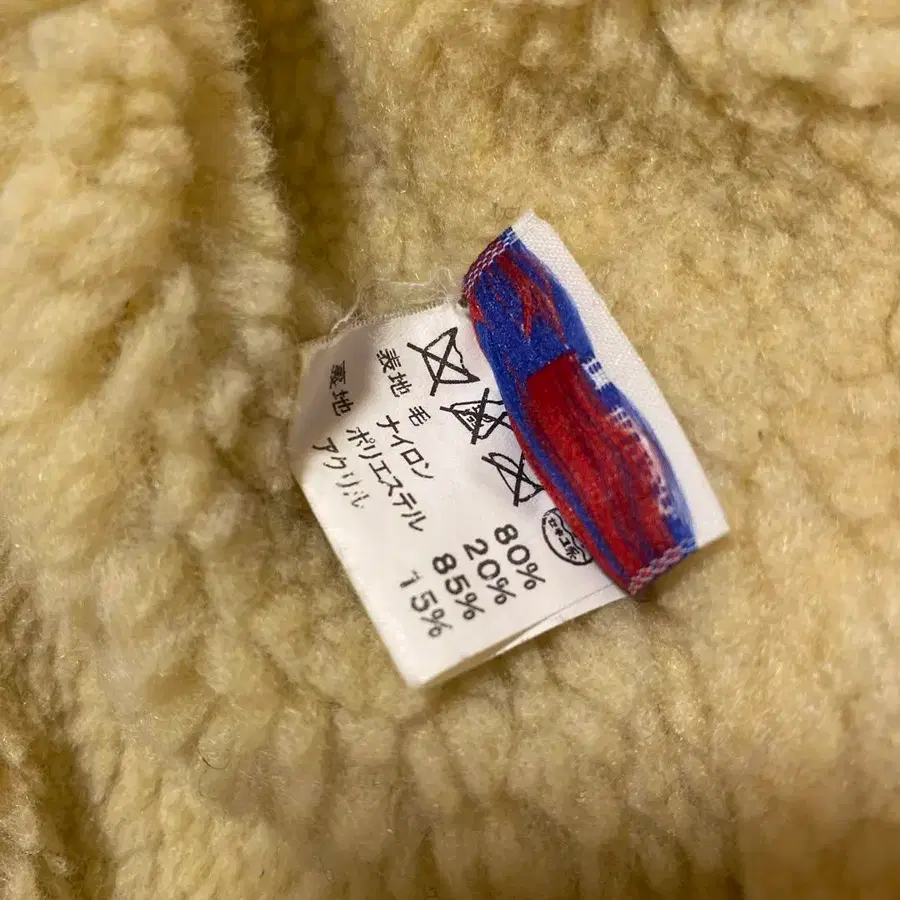 表地 毛 80%
ナイロン 20%
裏地 ポリエステル 85%
アクリル 15%